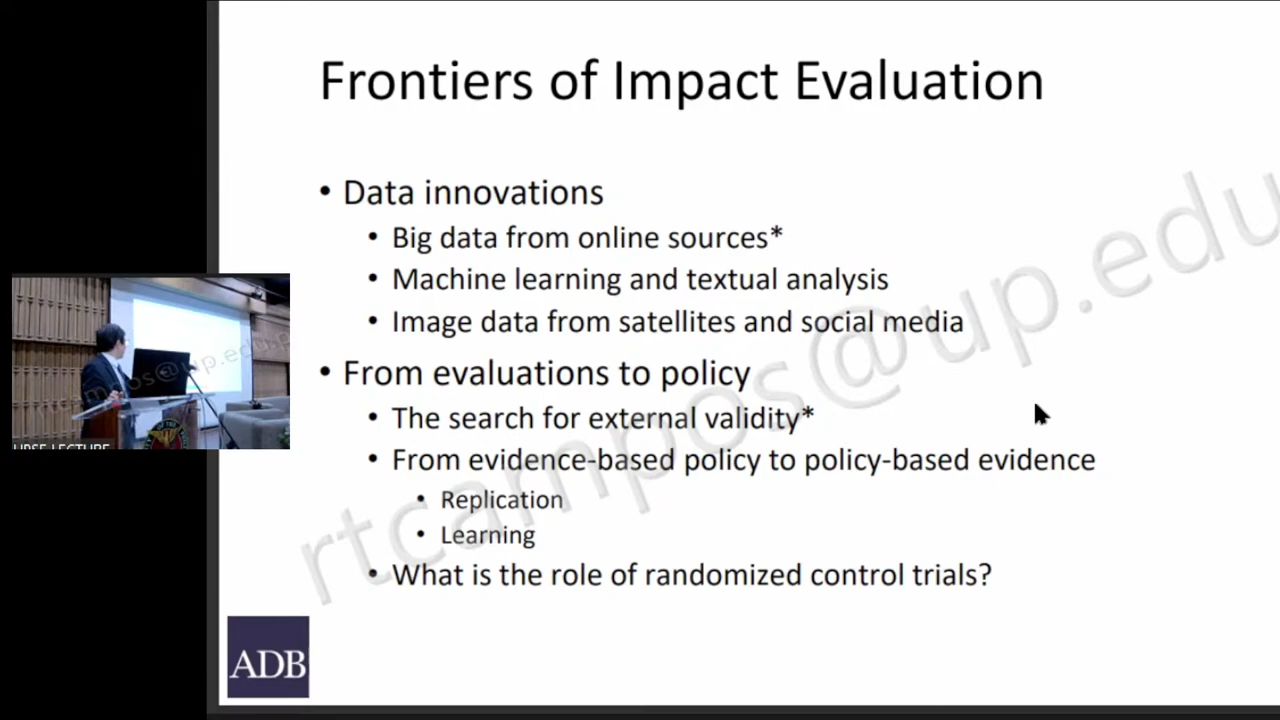 Frontiers of Impact Evaluation
• Data innovations
• Big data from online sources*
• Machine learning and textual analysis
• Image data from satellites and social media
• From evaluations to policy
• The search for external validity*
• From evidence-based policy to policy-based evidence
• Replication
• Learning
• What is the role of randomized control trials?
ADB
rtcampos@up.edu
UPSE LECTURE